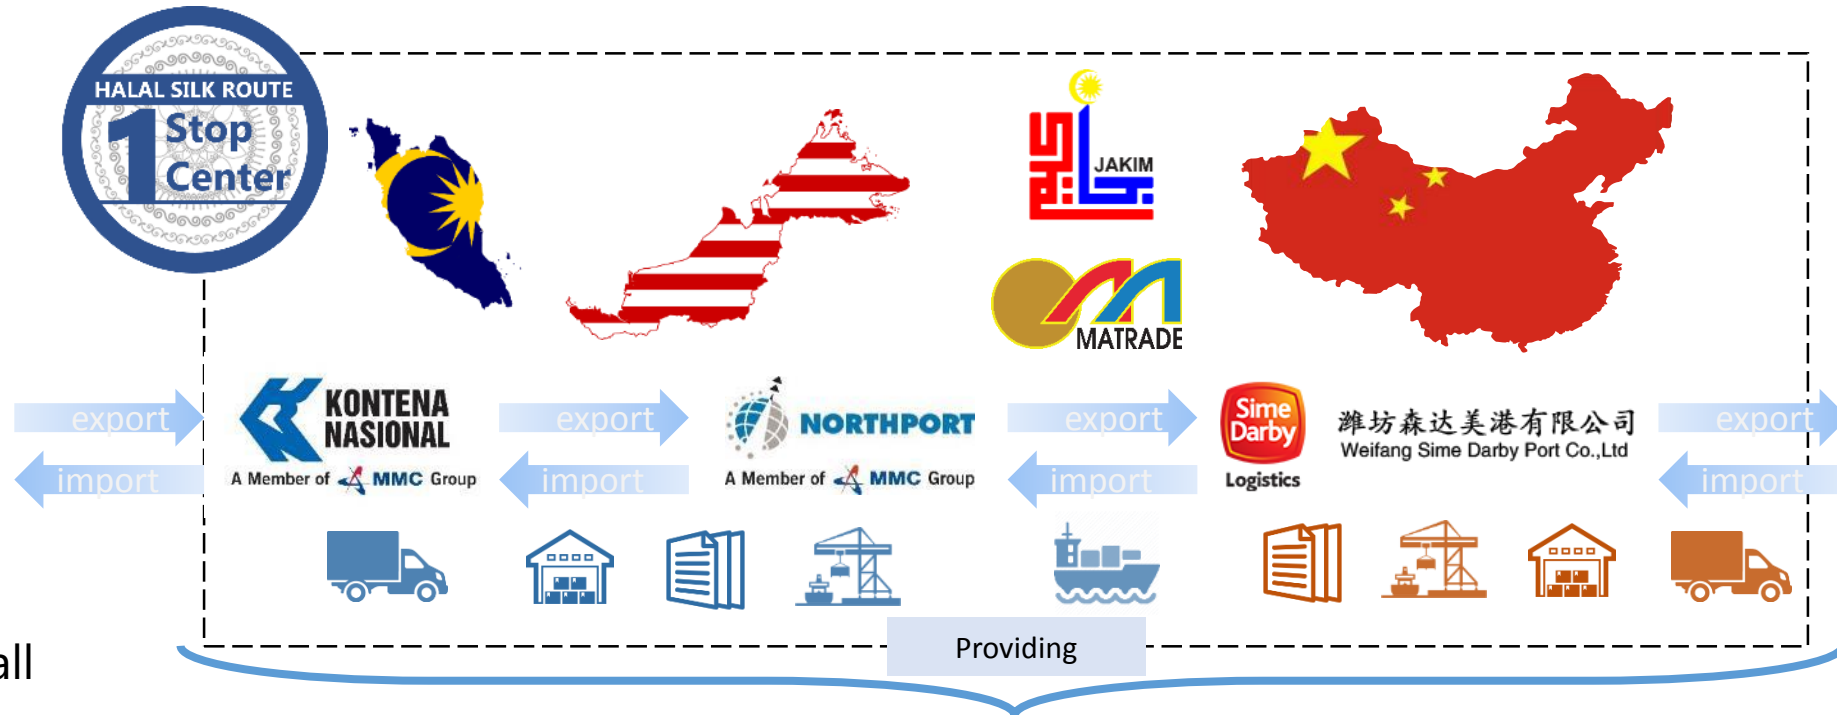 HALAL SILK ROUTE
1 Stop
Center
JAKIM
MATRADE
export
KONTENA
NASIONAL
A Member of MMC Group
export
NORTHPORT
A Member of MMC Group
export
Sime
Darby
Logistics
潍坊森达美港有限公司
Weifang Sime Darby Port Co.,Ltd
export
import
import
import
import
Providing
all